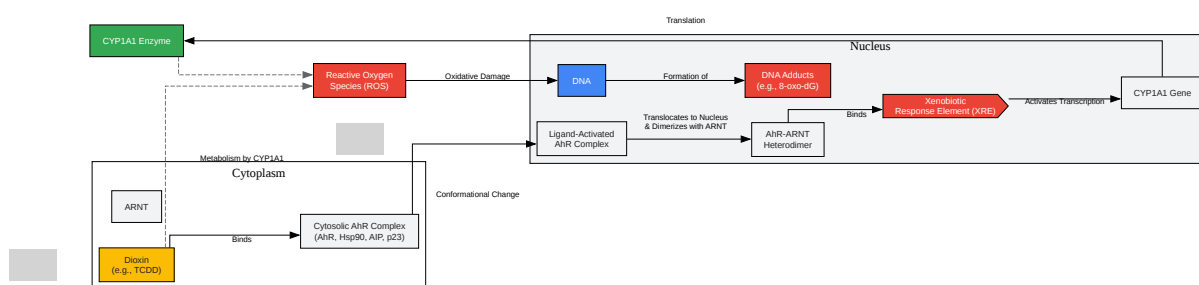 Translation
CYP1A1 Enzyme
Nucleus
Reactive Oxygen
Species (ROS)
Oxidative Damage
DNA
Formation of
DNA Adducts
(e.g., 8-oxo-dG)
Xenobiotic
Response Element (XRE)
Activates Transcription
CYP1A1 Gene
Binds
Translocates to Nucleus
& Dimerizes with ARNT
Ligand-Activated
AhR Complex
AhR-ARNT
Heterodimer
Metabolism by CYP1A1
Cytoplasm
Conformational Change
ARNT
Cytosolic AhR Complex
(AhR, Hsp90, AIP, p23)
Binds
Dioxin
(e.g., TCDD)